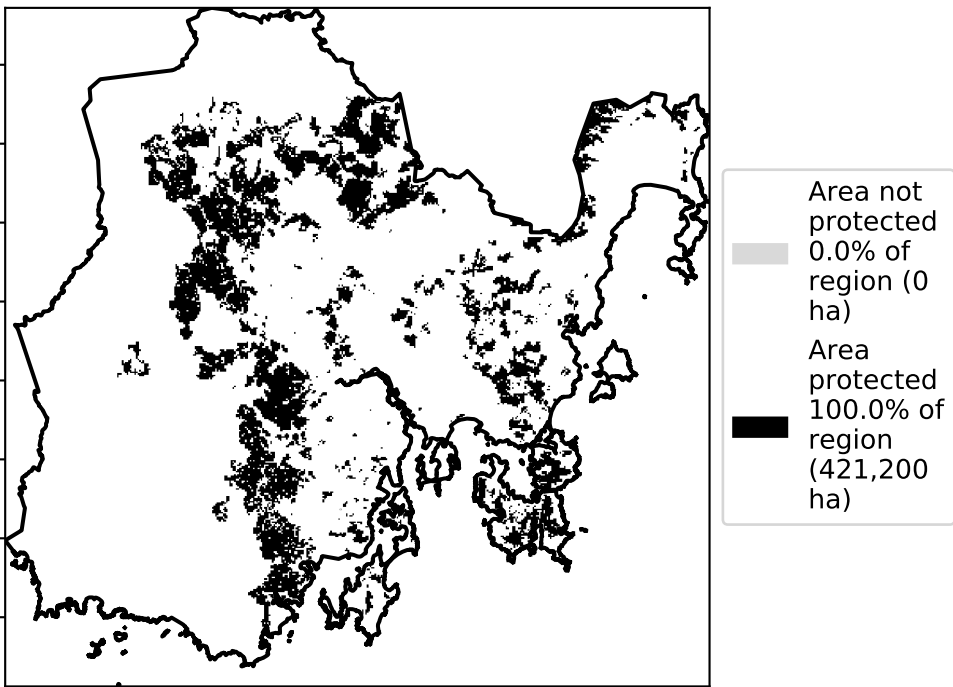 Area not
protected
0.0% of
region (0
ha)
Area
protected
100.0% of
region
(421,200
ha)